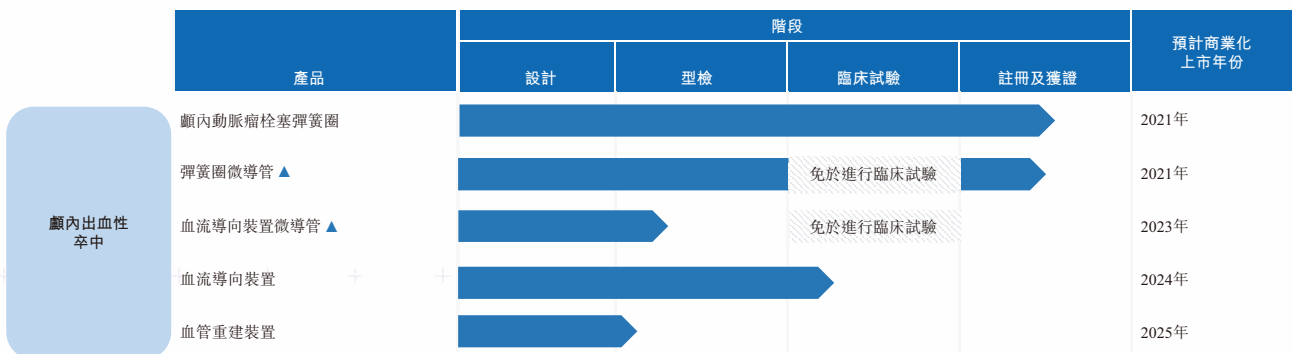 產品
階段
設計
型檢
臨床試驗
註冊及獲證
預計商業化
上市年份
顱內出血性
卒中
顱內動脈瘤栓塞彈簧圈
2021年
彈簧圈微導管▲
免於進行臨床試驗
2021年
血流導向裝置微導管▲
免於進行臨床試驗
2023年
血流導向裝置
2024年
血管重建裝置
2025年